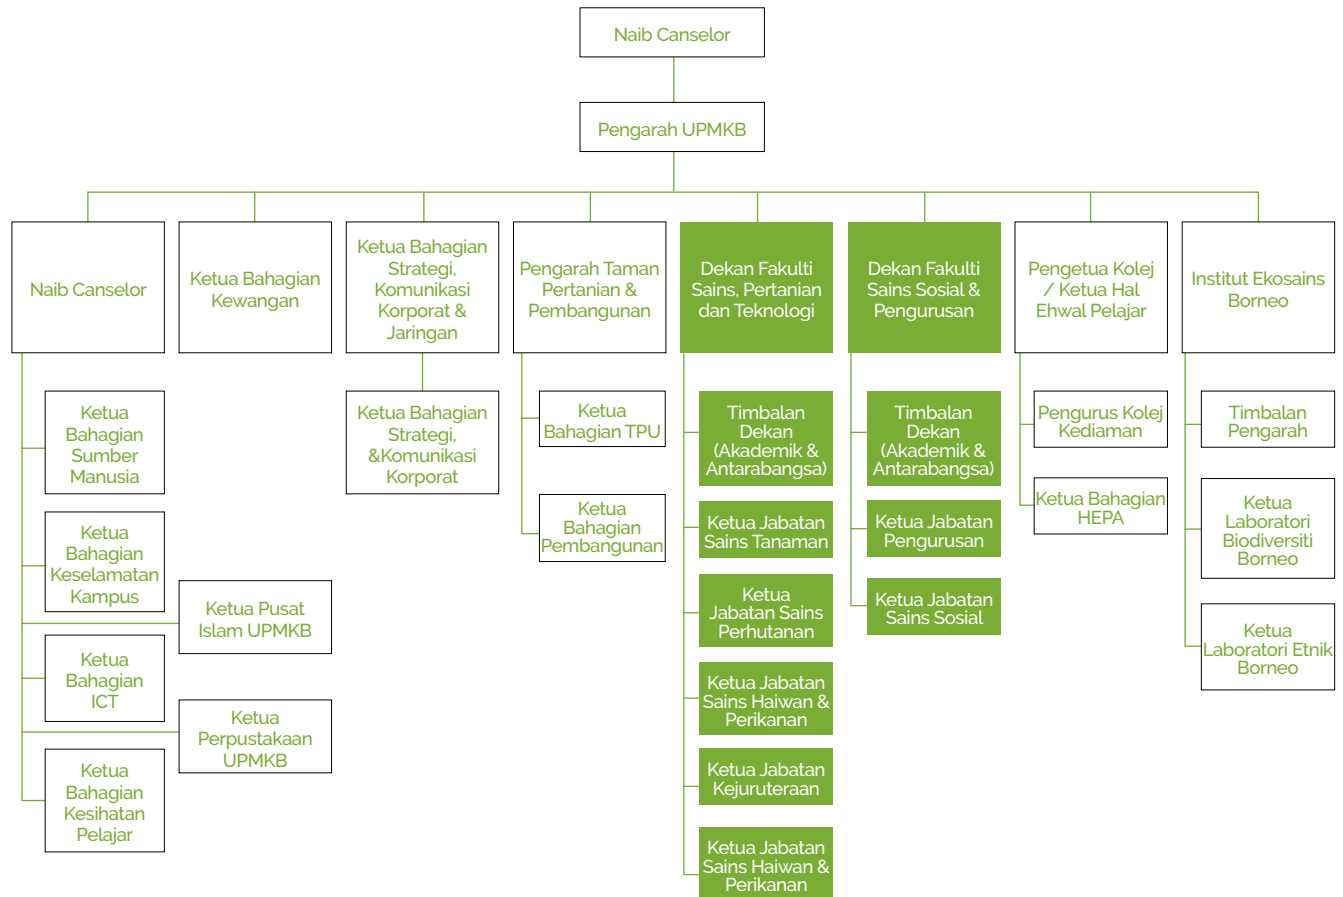 Naib Canselor
Pengarah UPMKB
Naib Canselor
Ketua Bahagian
Kewangan
Ketua Bahagian
Strategi,
Komunikasi
Korporat &
Jaringan
Pengarah Taman
Pertanian &
Pembangunan
Dekan Fakulti
Sains, Pertanian
dan Teknologi
Dekan Fakulti
Sains Sosial &
Pengurusan
Pengetua Kolej
/ Ketua Hal
Ehwal Pelajar
Institut Ekosains
Borneo
Ketua
Bahagian
Sumber
Manusia
Ketua
Bahagian
Keselamatan
Kampus
Ketua Pusat
Islam UPMKB
Ketua
Bahagian
ICT
Ketua
Perpustakaan
UPMKB
Ketua
Bahagian
Kesihatan
Pelajar
Ketua Bahagian
Strategi,
&Komunikasi
Korporat
Ketua
Bahagian TPU
Ketua
Bahagian
Pembangunan
Timbalan
Dekan
(Akademik &
Antarabangsa)
Ketua Jabatan
Sains Tanaman
Ketua
Jabatan Sains
Perhutanan
Ketua Jabatan
Sains Haiwan &
Perikanan
Ketua Jabatan
Kejuruteraan
Ketua Jabatan
Sains Haiwan &
Perikanan
Timbalan
Dekan
(Akademik &
Antarabangsa)
Ketua Jabatan
Pengurusan
Ketua Jabatan
Sains Sosial
Pengurus Kolej
Kediaman
Ketua Bahagian
HEPA
Timbalan
Pengarah
Ketua
Laboratori
Biodiversiti
Borneo
Ketua
Laboratori Etnik
Borneo